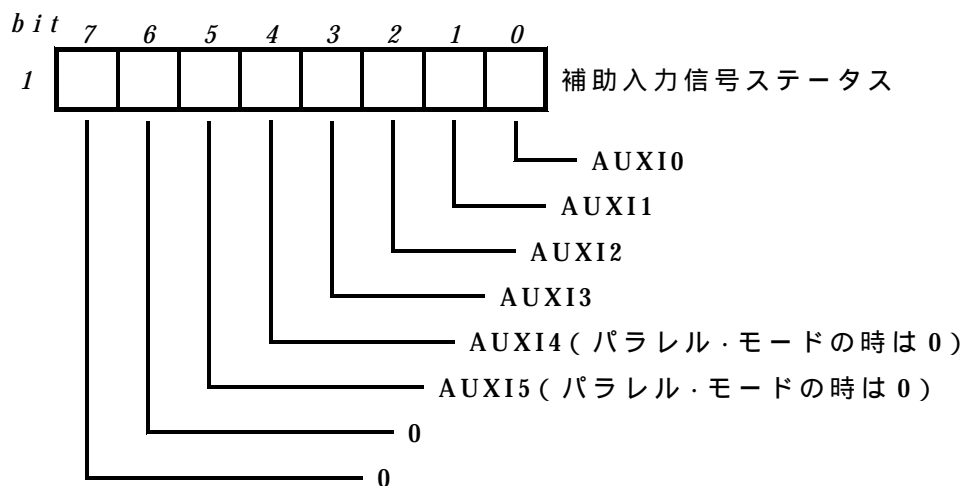 bit 7 6 5 4 3 2 1 0
1 補助入力信号ステータス
AUXI0
AUXI1
AUXI2
AUXI3
AUXI4(パラレル・モードの時は0)
AUXI5(パラレル・モードの時は0)
0
0